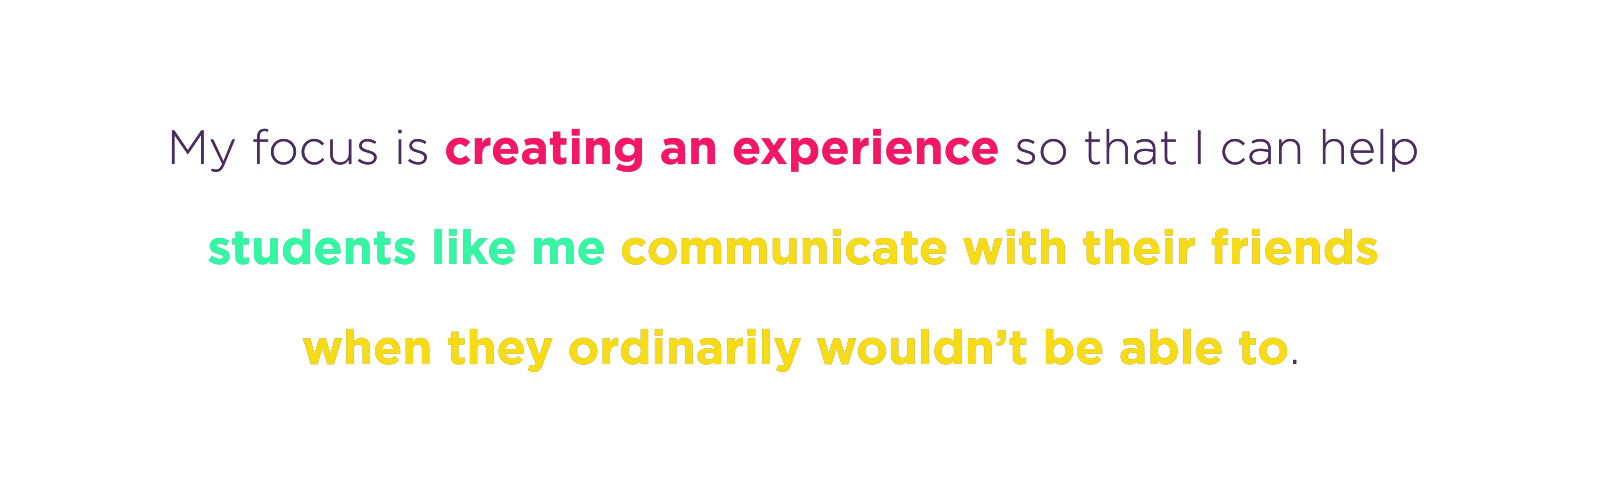 My focus is creating an experience so that I can help
students like me communicate with their friends
when they ordinarily wouldn’t be able to.